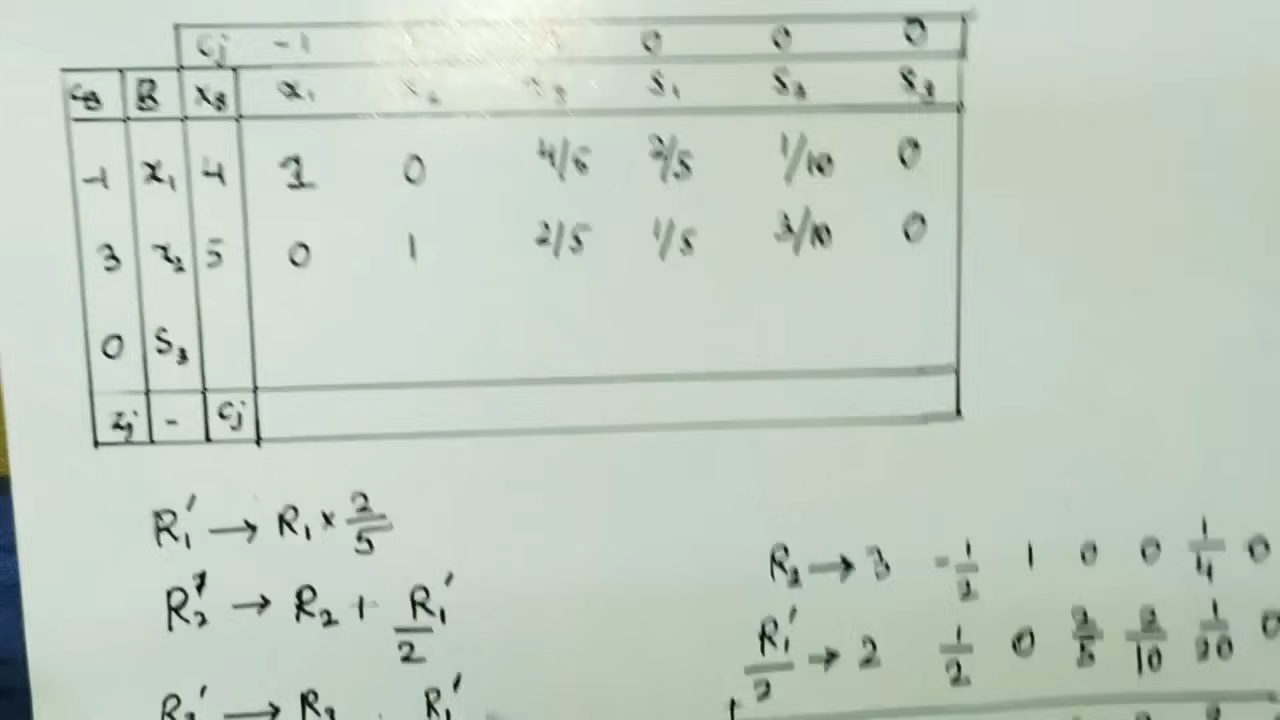 Cj -1 0 0 0
CB B XB x₁ S₁ S₂ S₃
-1 x₁ 4 1 0 4/5 2/5 1/10 0
3 x₂ 5 0 1 2/5 1/5 3/10 0
0 S₃
Zj - Cj
R₁' → R₁ × 2/5
R₂' → R₂ + R₁'/2
R₂ → 3 -1/2 1 0 0 1/4 0
R₁'/2 → 2 1/2 0 2/5 2/10 1/20 0
R₃' → R₃ R₁'